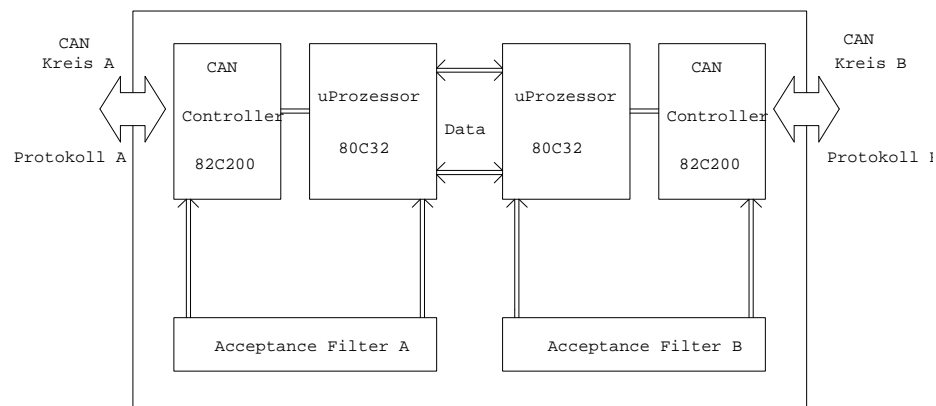 CAN
Kreis A
Protokoll A
CAN
Controller
82C200
uProzessor
80C32
Data
uProzessor
80C32
CAN
Controller
82C200
CAN
Kreis B
Protokoll
Acceptance Filter A
Acceptance Filter B